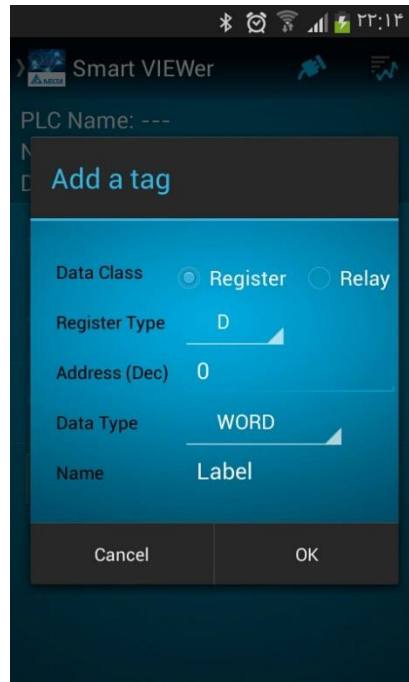 ۲۲:۱۴
Smart VIEWer
PLC Name: ---
N
D
Add a tag
Data Class Register Relay
Register Type D
Address (Dec) 0
Data Type WORD
Name Label
Cancel OK